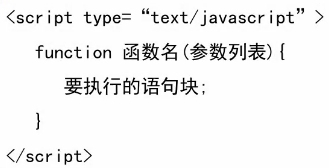 <script type=“text/javascript”>
function 函数名(参数列表){
要执行的语句块;
}
</script>